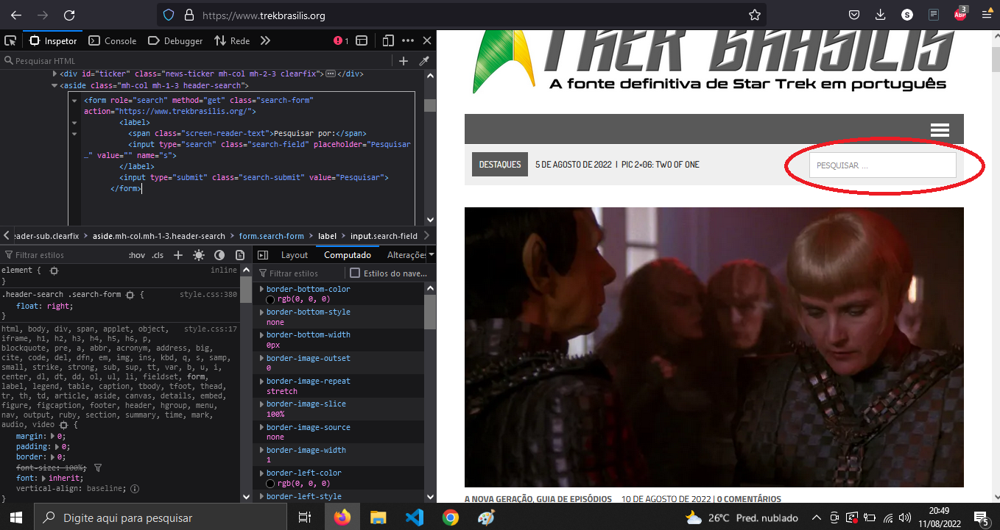 https://www.trekbrasilis.org
S
ABP
3
Inspetor
Console
Debugger
Rede
1
Pesquisar HTML
<div id="ticker" class="news-ticker mh-col mh-2-3 clearfix"></div>
<aside class="mh-col mh-1-3 header-search">
<form role="search" method="get" class="search-form"
action="https://www.trekbrasilis.org/">
<label>
<span class="screen-reader-text">Pesquisar por:</span>
<input type="search" class="search-field" placeholder="Pesquisar
…" value="" name="s">
</label>
<input type="submit" class="search-submit" value="Pesquisar">
</form>
eader-sub.clearfix
aside.mh-col.mh-1-3.header-search
form.search-form
label
input.search-field
Filtrar estilos
:hov
.cls
element {
inline
}
.header-search .search-form {
style.css:380
float: right;
}
html, body, div, span, applet, object,
style.css:17
iframe, h1, h2, h3, h4, h5, h6, p,
blockquote, pre, a, abbr, acronym, address, big,
cite, code, del, dfn, em, img, ins, kbd, q, s, samp,
small, strike, strong, sub, sup, tt, var, b, u, i,
center, dl, dt, dd, ol, ul, li, fieldset, form,
label, legend, table, caption, tbody, tfoot, thead,
tr, th, td, article, aside, canvas, details, embed,
figure, figcaption, footer, header, hgroup, menu,
nav, output, ruby, section, summary, time, mark,
audio, video {
margin: 0;
padding: 0;
border: 0;
font-size: 100%;
font: inherit;
vertical-align: baseline;
}
Layout
Computado
Alterações
Filtrar estilos
Estilos do nave...
border-bottom-color
rgb(0, 0, 0)
border-bottom-style
none
border-bottom-width
0px
border-image-outset
0
border-image-repeat
stretch
border-image-slice
100%
border-image-source
none
border-image-width
1
border-left-color
rgb(0, 0, 0)
border-left-style
TREK BRASILIS
A fonte definitiva de Star Trek em português
DESTAQUES
5 DE AGOSTO DE 2022 | PIC 2×06: TWO OF ONE
PESQUISAR ...
A NOVA GERAÇÃO, GUIA DE EPISÓDIOS 10 DE AGOSTO DE 2022 | 0 COMENTÁRIOS
Digite aqui para pesquisar
26°C Pred. nublado
20:49
11/08/2022
5